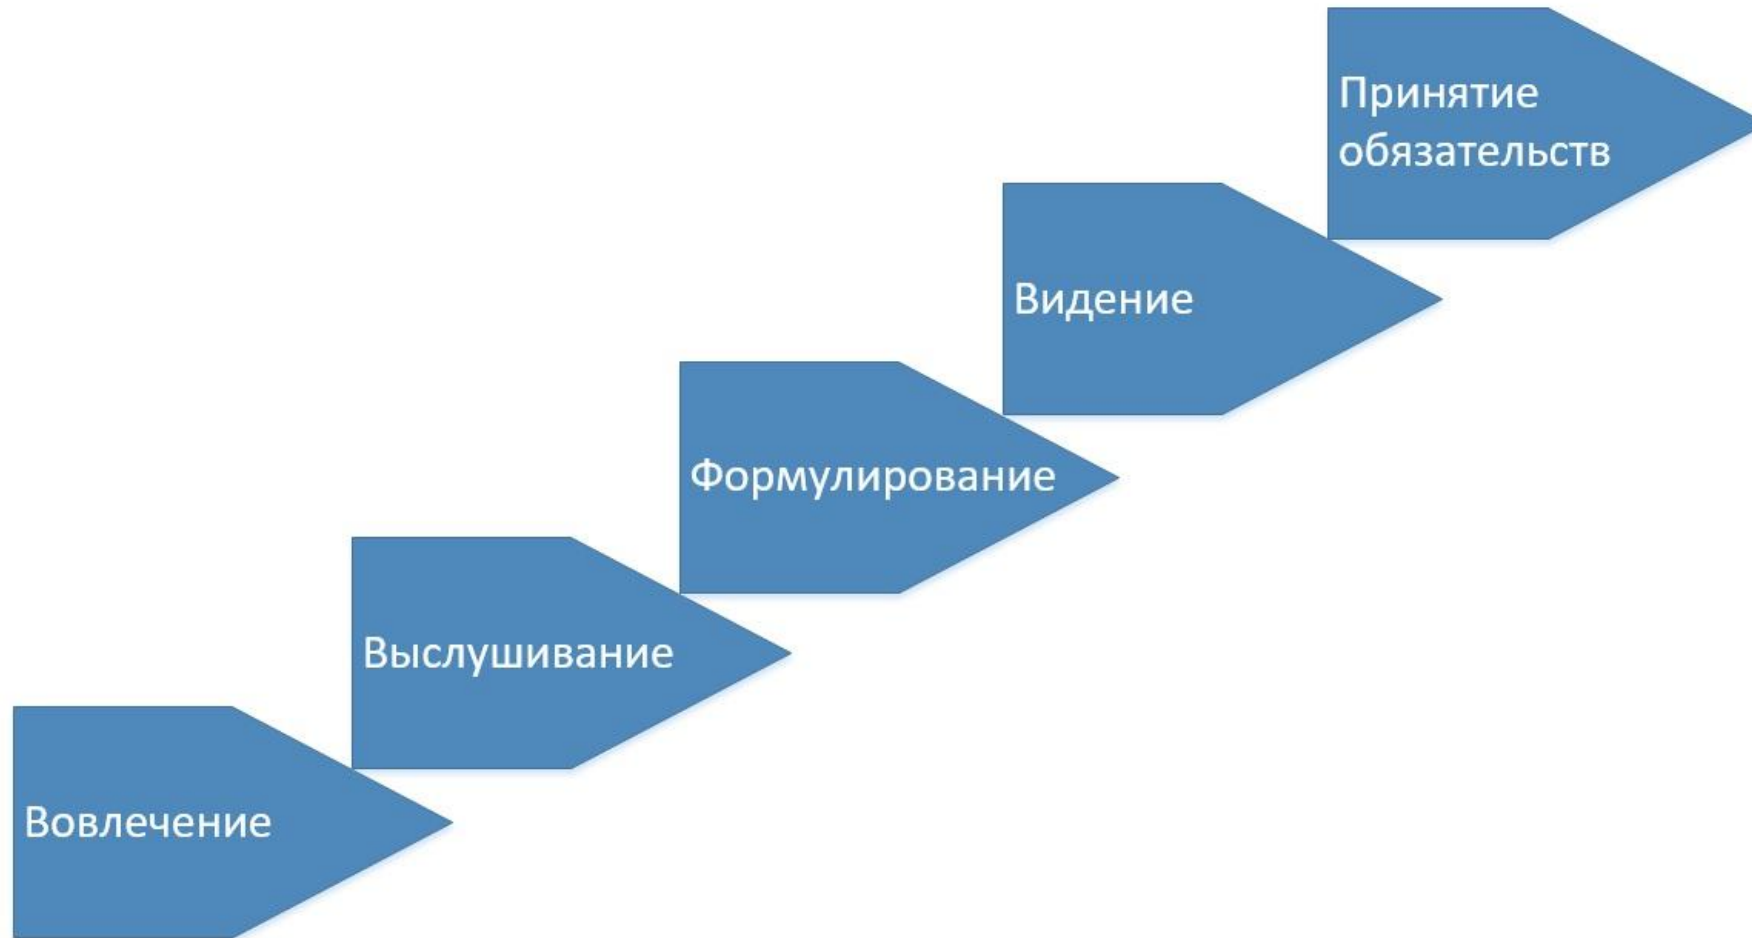 Принятие
обязательств
Видение
Формулирование
Выслушивание
Вовлечение